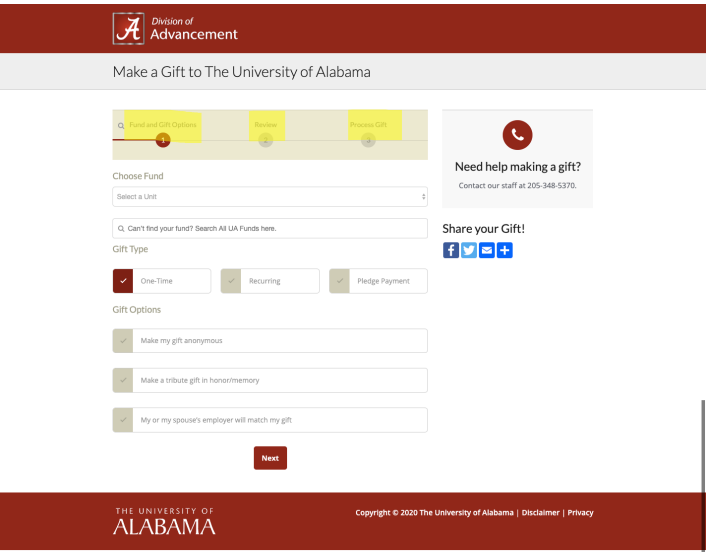 Division of
Advancement
Make a Gift to The University of Alabama
Fund and Gift Options
Review
Process Gift
1
2
3
Choose Fund
Select a Unit
Can't find your fund? Search All UA Funds here.
Gift Type
One-Time
Recurring
Pledge Payment
Gift Options
Make my gift anonymous
Make a tribute gift in honor/memory
My or my spouse's employer will match my gift
Next
Need help making a gift?
Contact our staff at 205-348-5370.
Share your Gift!
THE UNIVERSITY OF
ALABAMA
Copyright © 2020 The University of Alabama | Disclaimer | Privacy